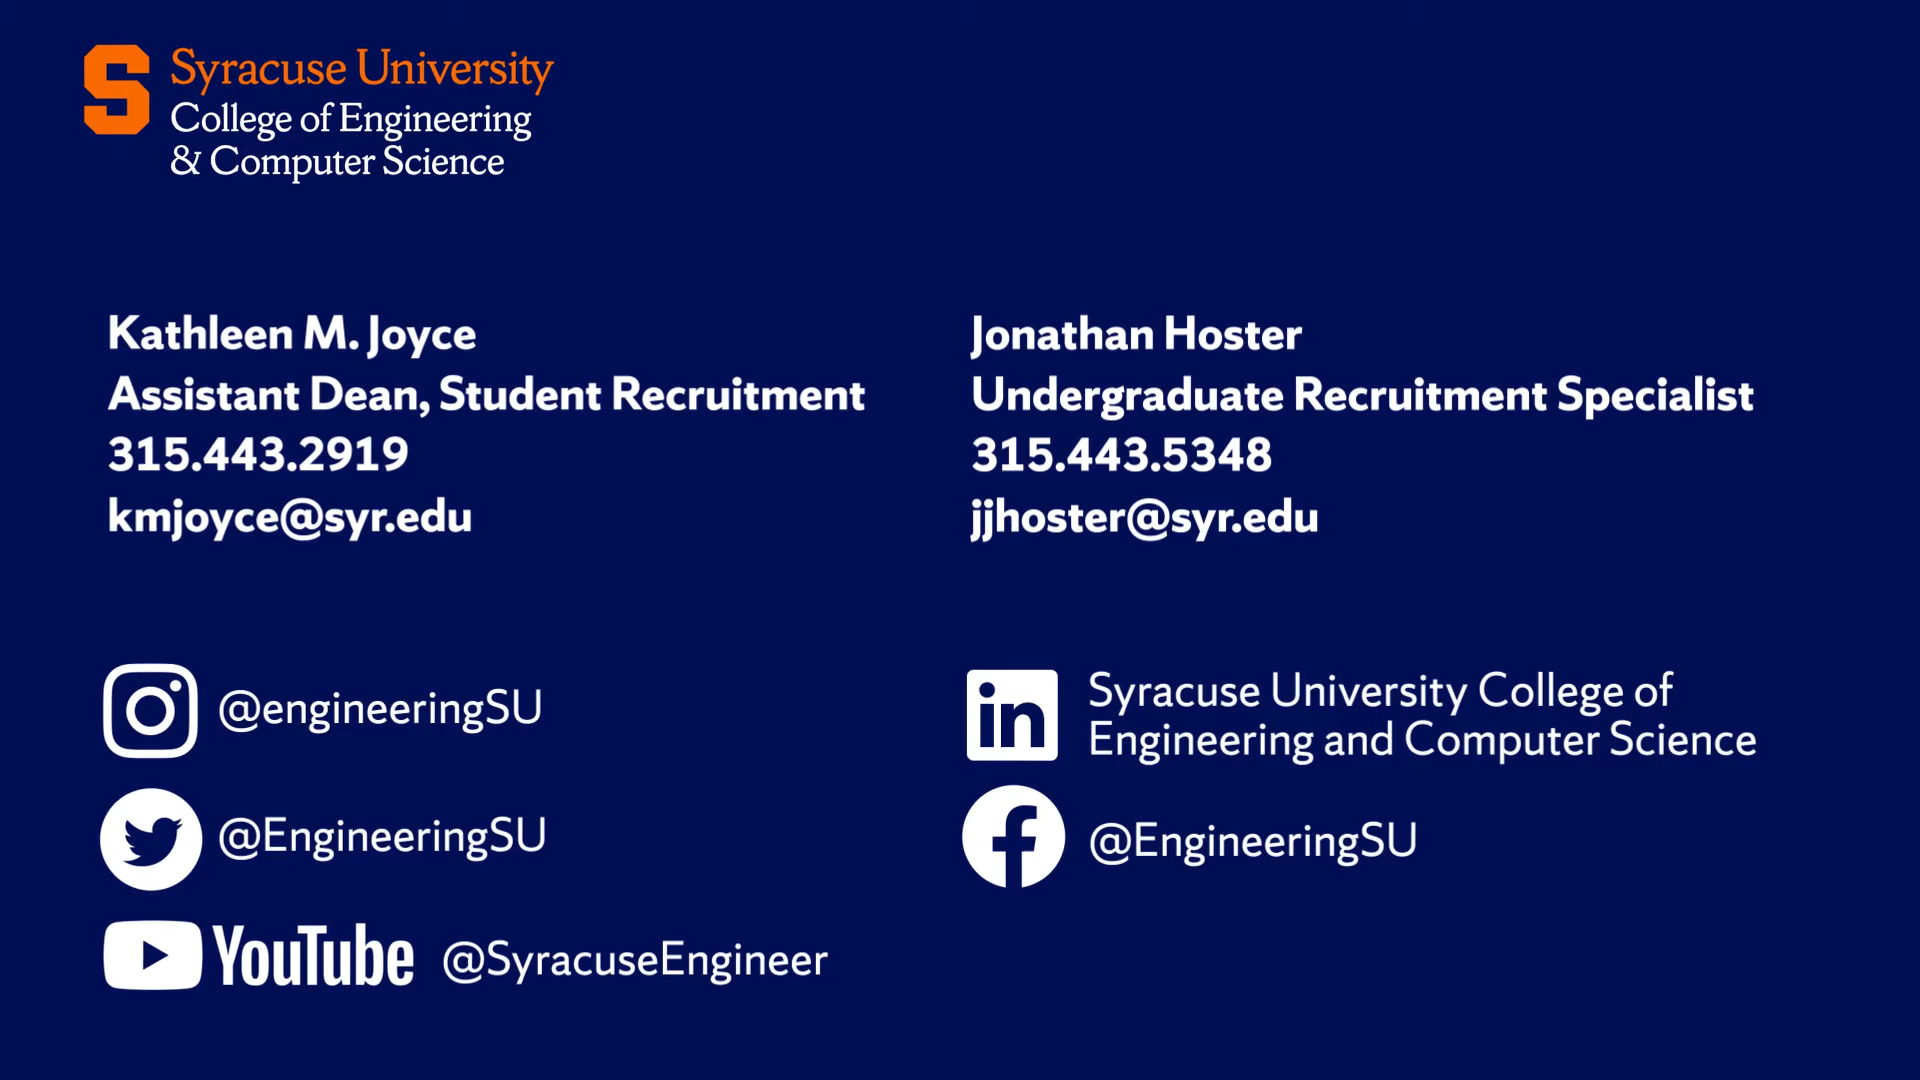 Syracuse University
College of Engineering
& Computer Science
Kathleen M. Joyce
Assistant Dean, Student Recruitment
315.443.2919
kmjoyce@syr.edu
Jonathan Hoster
Undergraduate Recruitment Specialist
315.443.5348
jjhoster@syr.edu
@engineeringSU
@EngineeringSU
YouTube @SyracuseEngineer
Syracuse University College of
Engineering and Computer Science
@EngineeringSU